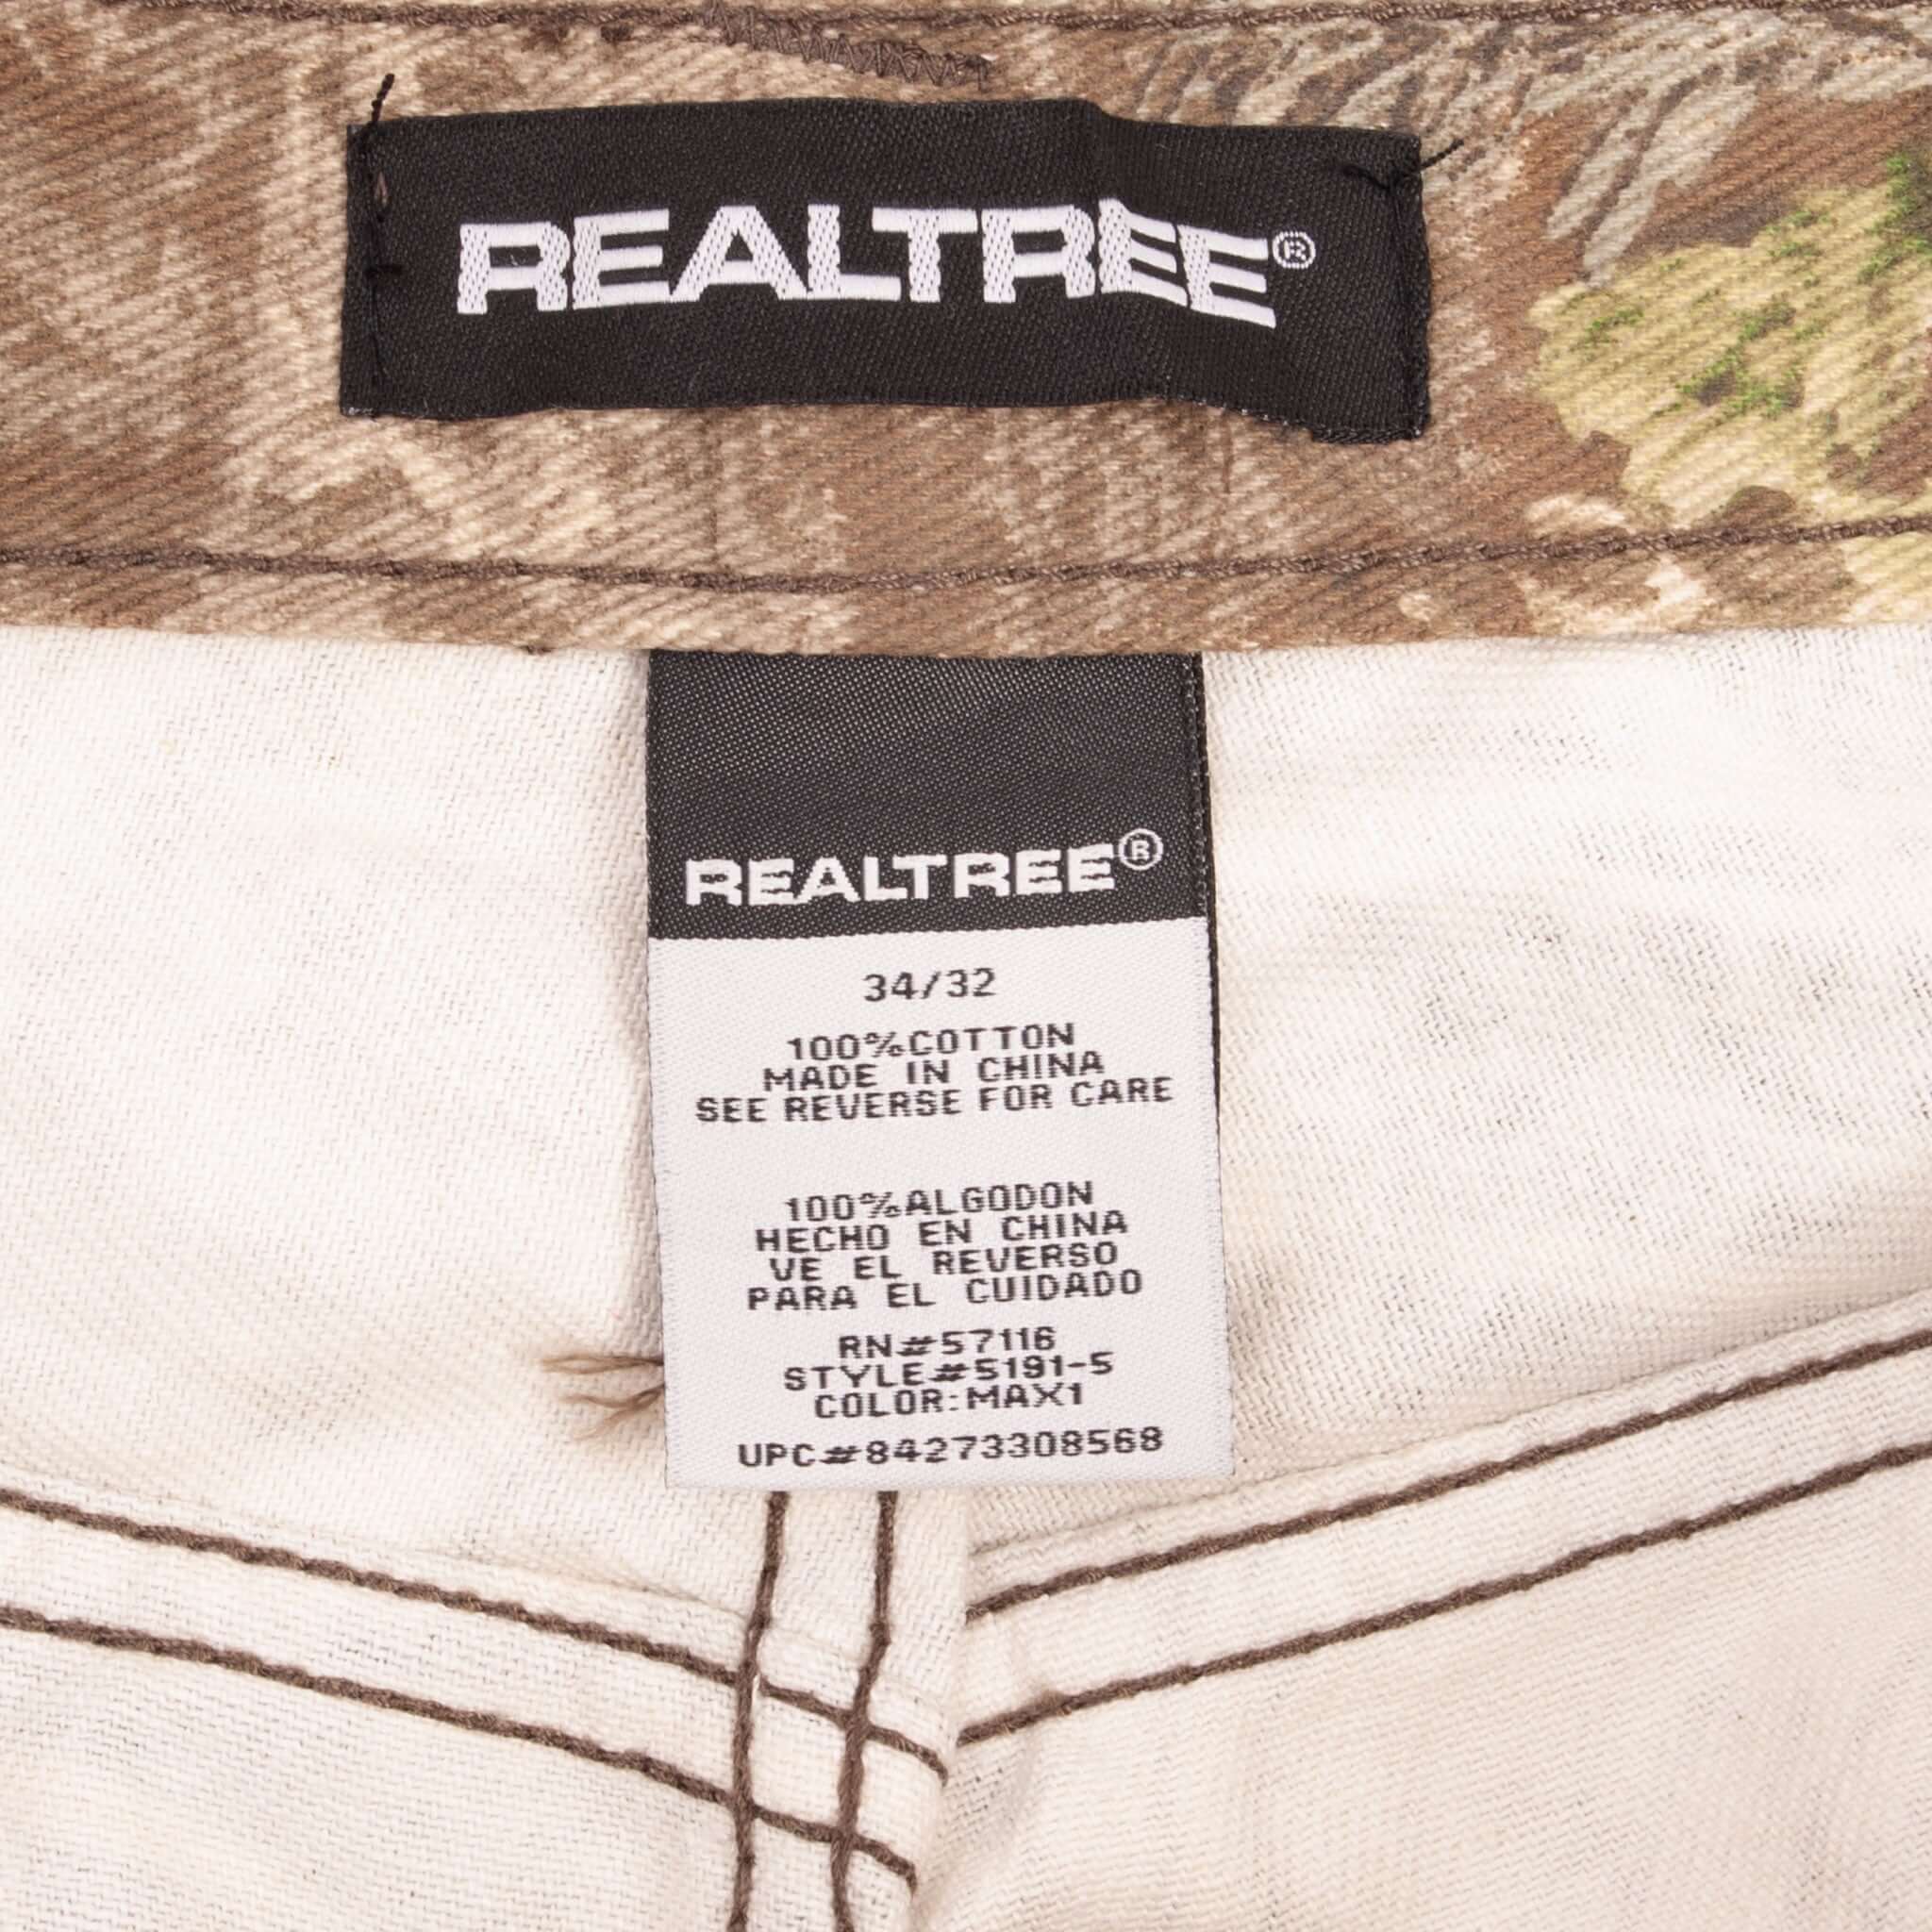 REALTREE®
REALTREE®
34/32
100%COTTON
MADE IN CHINA
SEE REVERSE FOR CARE
100%ALGODON
HECHO EN CHINA
VE EL REVERSO
PARA EL CUIDADO
RN#57116
STYLE#5191-5
COLOR:MAX1
UPC#84273308568